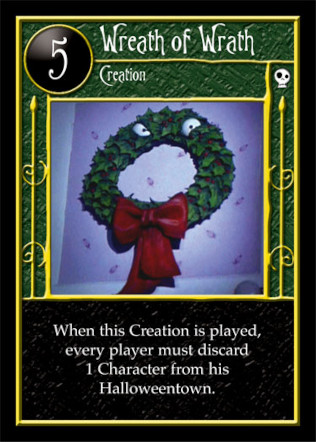 5
Wreath of Wrath
Creation
When this Creation is played,
every player must discard
1 Character from his
Halloweentown.